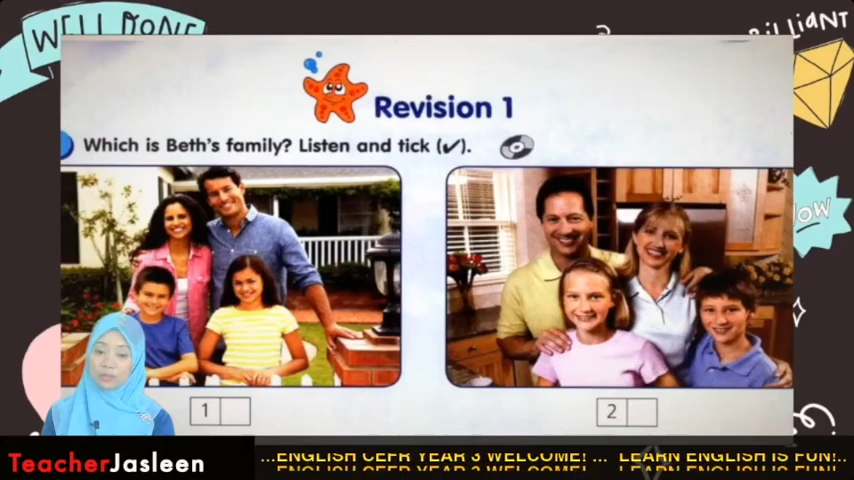 WELL DONE
BRILLIANT
Revision 1
Which is Beth's family? Listen and tick (✔).
1
2
TeacherJasleen
...ENGLISH CEFR YEAR 3 WELCOME! ... LEARN ENGLISH IS FUN!..